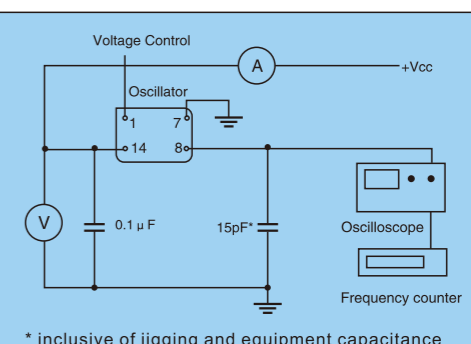 Voltage Control
A
+Vcc
Oscillator
1
7
14
8
V
0.1 μ F
15pF*
Oscilloscope
Frequency counter
* inclusive of jigging and equipment capacitance